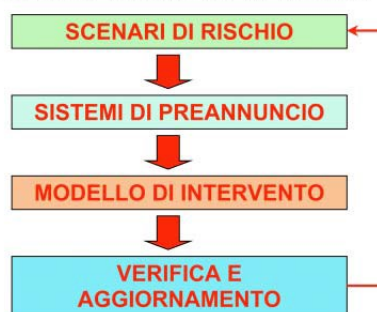 SCENARI DI RISCHIO
SISTEMI DI PREANNUNCIO
MODELLO DI INTERVENTO
VERIFICA E
AGGIORNAMENTO